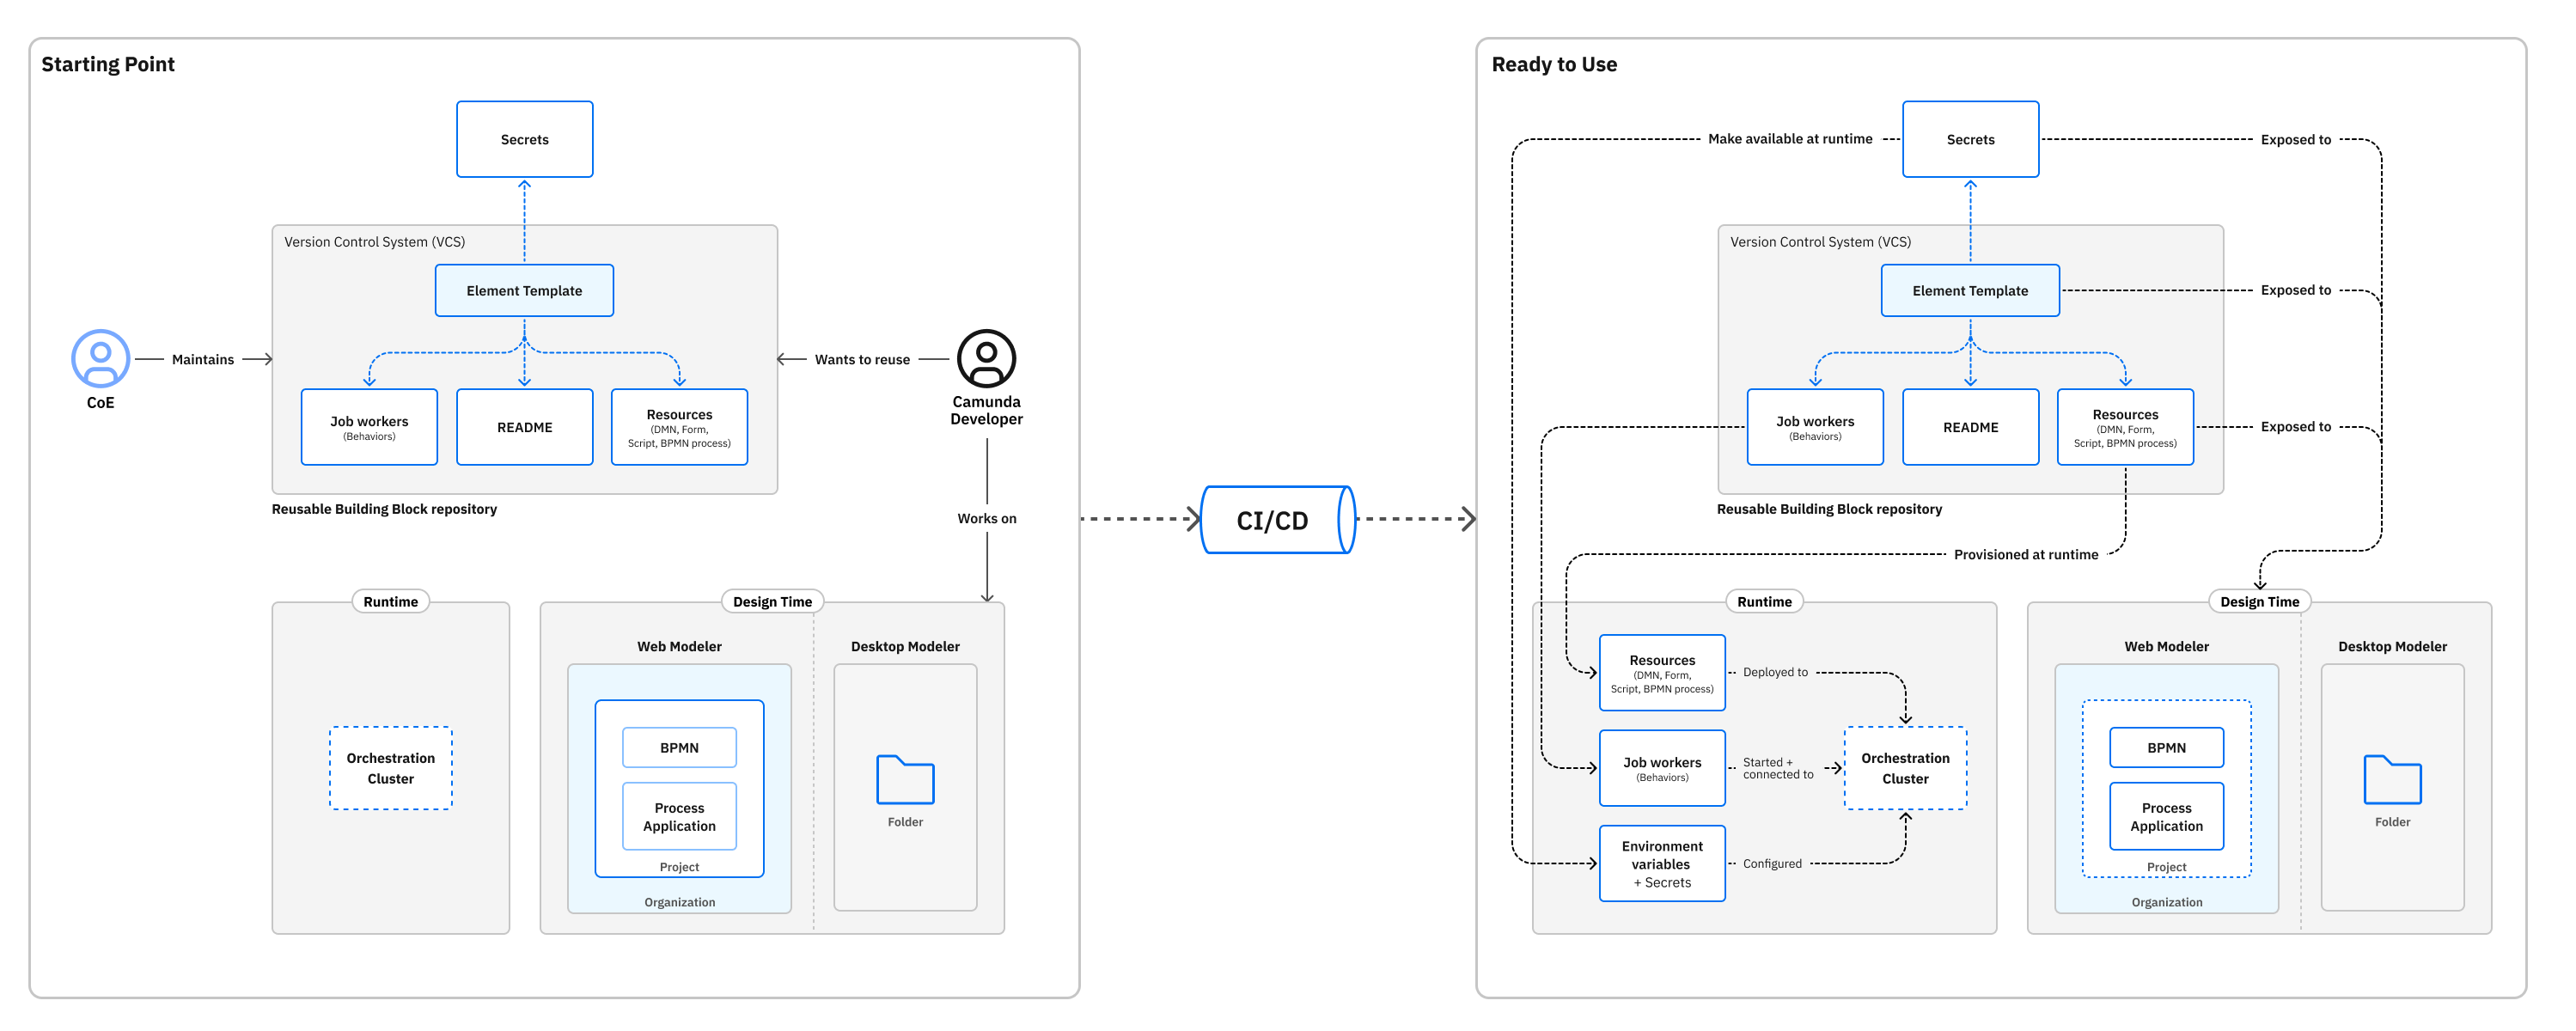 Starting Point
Secrets
Version Control System (VCS)
Element Template
Maintains
Wants to reuse
CoE
Camunda
Developer
Job workers
(Behaviors)
README
Resources
(DMN, Form,
Script, BPMN process)
Reusable Building Block repository
Works on
Runtime
Orchestration
Cluster
Design Time
Web Modeler
BPMN
Process
Application
Project
Organization
Desktop Modeler
Folder
CI/CD
Ready to Use
Make available at runtime
Secrets
Exposed to
Version Control System (VCS)
Element Template
Exposed to
Job workers
(Behaviors)
README
Resources
(DMN, Form,
Script, BPMN process)
Exposed to
Reusable Building Block repository
Provisioned at runtime
Runtime
Resources
(DMN, Form,
Script, BPMN process)
Deployed to
Job workers
(Behaviors)
Started +
connected to
Orchestration
Cluster
Environment
variables
+ Secrets
Configured
Design Time
Web Modeler
BPMN
Process
Application
Project
Organization
Desktop Modeler
Folder